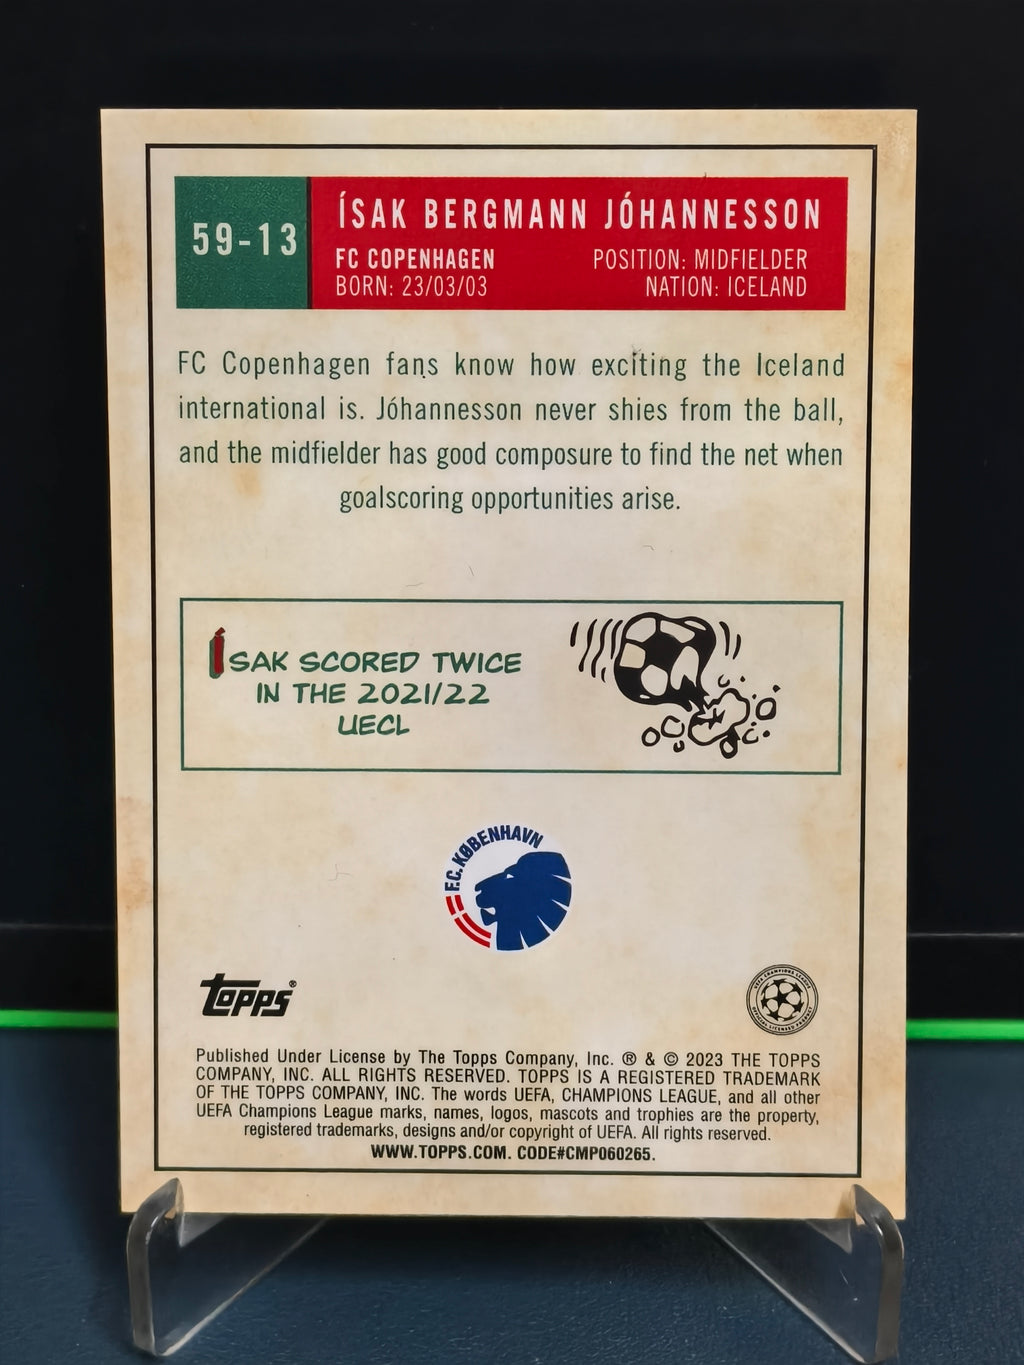 59-13
ÍSAK BERGMANN JÓHANNESSON
FC COPENHAGEN
POSITION: MIDFIELDER
BORN: 23/03/03
NATION: ICELAND
FC Copenhagen fans know how exciting the Iceland
international is. Jóhannesson never shies from the ball,
and the midfielder has good composure to find the net when
goalscoring opportunities arise.
ÍSAK SCORED TWICE
IN THE 2021/22
UECL
F.C. KØBENHAVN
TOPPS®
UEFA CHAMPIONS LEAGUE
OFFICIAL LICENSED PRODUCT
Published Under License by The Topps Company, Inc. ® & © 2023 THE TOPPS
COMPANY, INC. ALL RIGHTS RESERVED. TOPPS IS A REGISTERED TRADEMARK
OF THE TOPPS COMPANY, INC. The words UEFA, CHAMPIONS LEAGUE, and all other
UEFA Champions League marks, names, logos, mascots and trophies are the property,
registered trademarks, designs and/or copyright of UEFA. All rights reserved.
WWW.TOPPS.COM. CODE#CMP060265.